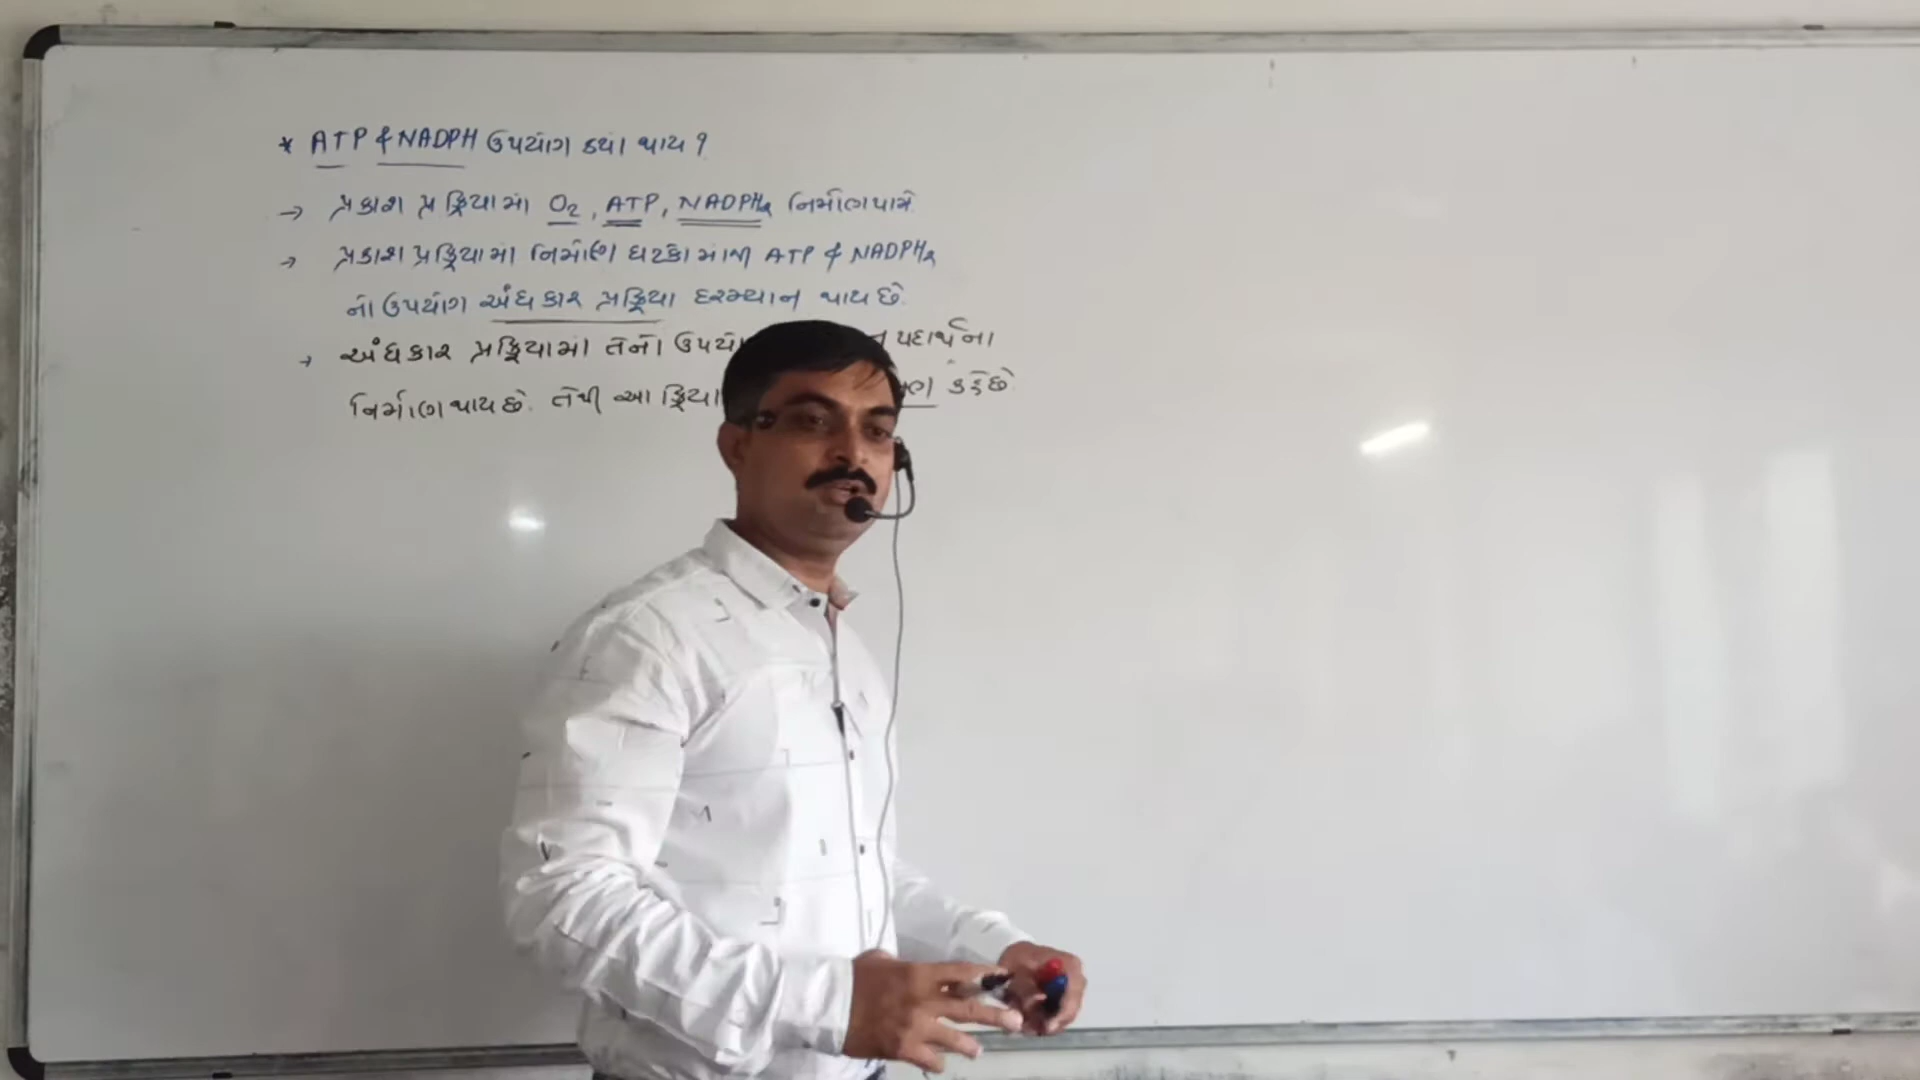 * ATP & NADPH ઉપયોગ કયાં થાય ?
→ પ્રકાશ પ્રક્રિયામાં O₂, ATP, NADPH₂ નિર્માણ પામે
→ પ્રકાશ પ્રક્રિયામાં નિર્માણ ઘટકોમાંથી ATP & NADPH₂
નો ઉપયોગ અંધકાર પ્રક્રિયા દરમ્યાન થાય છે.
→ અંધકાર પ્રક્રિયામાં તેનો પદાર્થના
નિર્માણ થાય છે. તેથી આ ક્રિયા કહે છે.